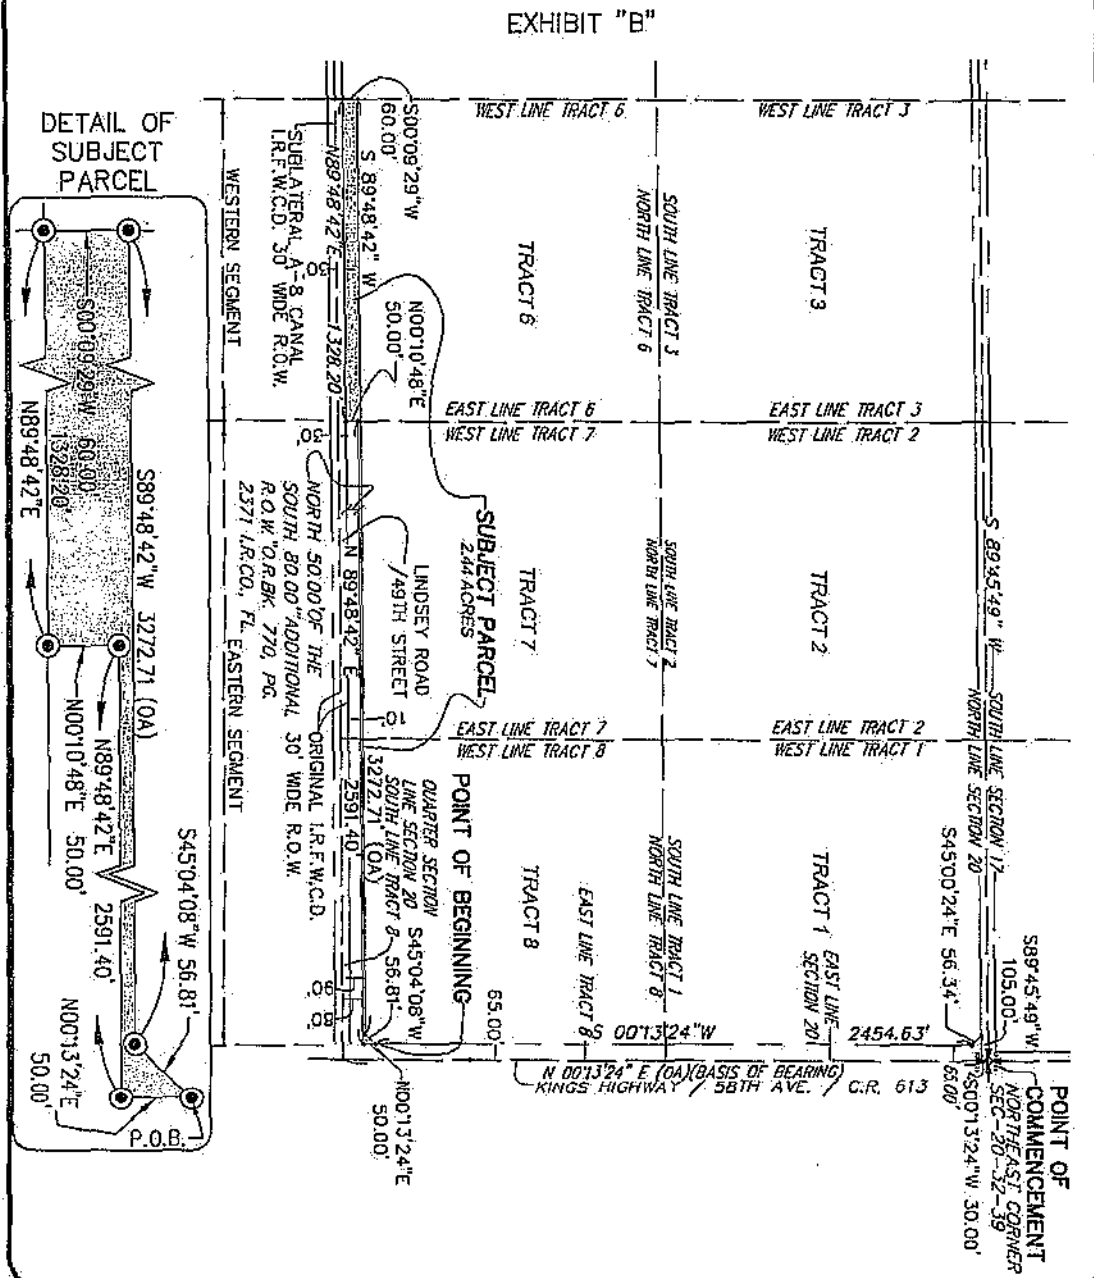 EXHIBIT "B"
WEST LINE TRACT 6
WEST LINE TRACT 3
S00°09'29"W
60.00'
S 89°48'42" W
N89°48'42"E
1328.20
30'
SUBLATERAL A-8 CANAL
I.R.F.W.C.D. 30' WIDE R.O.W.
WESTERN SEGMENT
TRACT 6
SOUTH LINE TRACT 3
NORTH LINE TRACT 6
TRACT 3
N00°10'48"E
50.00'
EAST LINE TRACT 6
WEST LINE TRACT 7
EAST LINE TRACT 3
WEST LINE TRACT 2
30'
SUBJECT PARCEL
2.44 ACRES
LINDSEY ROAD
/49TH STREET
N 89°48'42" E
NORTH 50.00' OF THE
SOUTH 80.00' ADDITIONAL 30' WIDE
R.O.W. O.R.BK. 770, PG.
2371 I.R.CO., FL.
ORIGINAL I.R.F.W.C.D.
R.O.W.
EASTERN SEGMENT
TRACT 7
SOUTH LINE TRACT 2
NORTH LINE TRACT 7
TRACT 2
S 89°45'49" W
SOUTH LINE SECTION 17
NORTH LINE SECTION 20
10'
EAST LINE TRACT 7
WEST LINE TRACT 8
EAST LINE TRACT 2
WEST LINE TRACT 1
2591.40
3272.71' (OA)
SOUTH LINE TRACT 8
QUARTER SECTION
LINE SECTION 20
POINT OF BEGINNING
S45°04'08"W
56.81'
80'
TRACT 8
EAST LINE TRACT 8
SOUTH LINE TRACT 1
NORTH LINE TRACT 8
TRACT 1
EAST LINE
SECTION 20
S45°00'24"E 56.34'
S89°45'49"W
105.00'
65.00
S 00°13'24"W
2454.63'
65.00'
N 00°13'24" E (OA)(BASIS OF BEARING)
KINGS HIGHWAY / 58TH AVE. / C.R. 613
N00°13'24"E
50.00'
S00°13'24"W 30.00'
POINT OF
COMMENCEMENT
NORTHEAST CORNER
SEC-20-32-39
DETAIL OF
SUBJECT
PARCEL
S00°09'29"W 60.00'
1328.20'
N89°48'42"E
S89°48'42"W 3272.71 (OA)
N00°10'48"E 50.00'
N89°48'42"E 2591.40'
S45°04'08"W 56.81'
N00°13'24"E
50.00'
P.O.B.